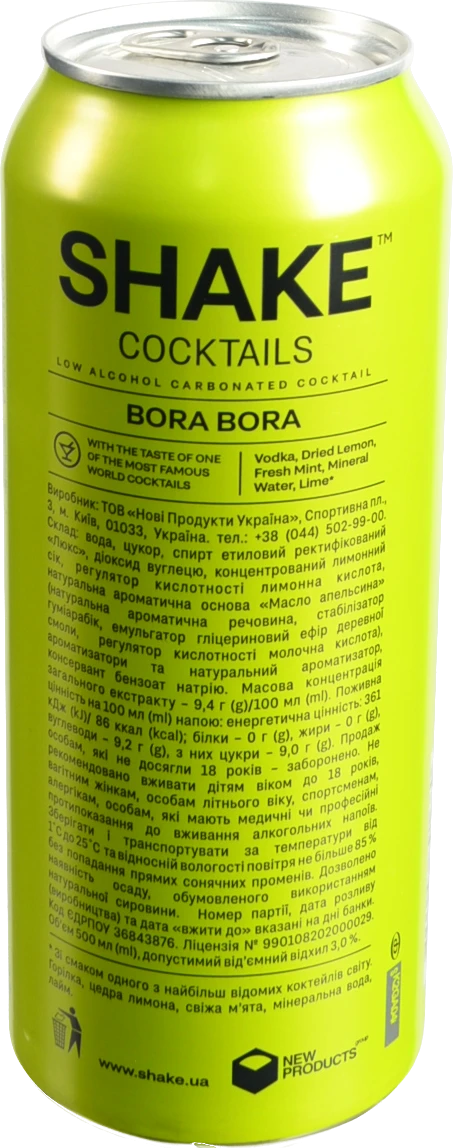 SHAKE™
COCKTAILS
LOW ALCOHOL CARBONATED COCKTAIL
BORA BORA
WITH THE TASTE OF ONE
OF THE MOST FAMOUS
WORLD COCKTAILS
Vodka, Dried Lemon,
Fresh Mint, Mineral
Water, Lime*
Виробник: ТОВ «Нові Продукти Україна», Спортивна пл.,
3, м. Київ, 01033, Україна. тел.: +38 (044) 502-99-00.
Склад: вода, цукор, спирт етиловий ректифікований
«Люкс», діоксид вуглецю, концентрований лимонний
сік, регулятор кислотності лимонна кислота,
натуральна ароматична основа «Масло апельсина»
(натуральна ароматична речовина, стабілізатор
гуміарабік, емульгатор гліцериновий ефір деревної
смоли, регулятор кислотності молочна кислота),
ароматизатори та натуральний ароматизатор,
консервант бензоат натрію. Масова концентрація
загального екстракту – 9,4 г (g)/100 мл (ml). Поживна
цінність на 100 мл (ml) напою: енергетична цінність: 361
кДж (kJ)/ 86 ккал (kcal); білки – 0 г (g), жири – 0 г (g),
вуглеводи – 9,2 г (g), з них цукри – 9,0 г (g). Продаж
особам, які не досягли 18 років – заборонено. Не
рекомендовано вживати дітям віком до 18 років,
вагітним жінкам, особам літнього віку, спортсменам,
алергікам, особам, які мають медичні чи професійні
протипоказання до вживання алкогольних напоїв.
Зберігати і транспортувати за температури від
1°С до 25°С та відносній вологості повітря не більше 85 %
без попадання прямих сонячних променів. Дозволено
наявність осаду, обумовленого використанням
натуральної сировини. Номер партії, дата розливу
(виробництва) та дата «вжити до» вказані на дні банки.
Код ЄДРПОУ 36843876. Ліцензія № 990108202000029.
Об'єм 500 мл (ml), допустимий від'ємний відхил 3,0 %.
* Зі смаком одного з найбільш відомих коктейлів світу.
Горілка, цедра лимона, свіжа м'ята, мінеральна вода,
лайм.
www.shake.ua
NEW
PRODUCTS group